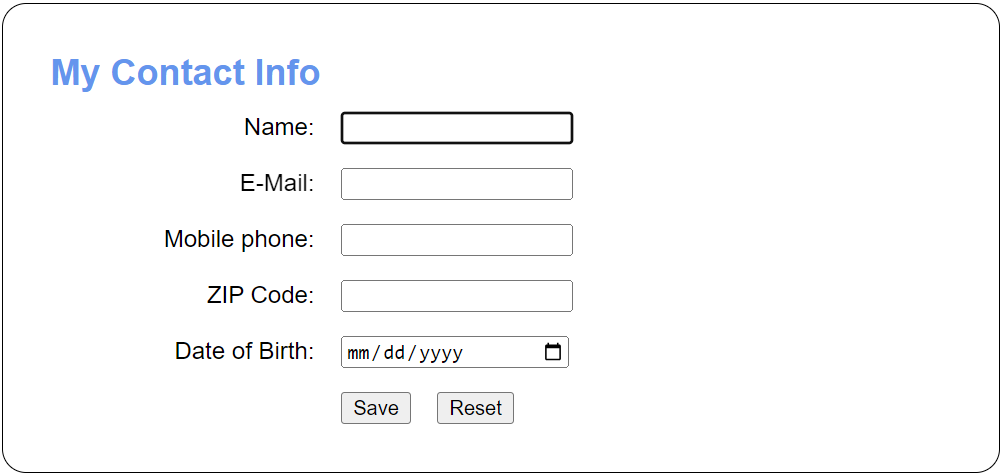 My Contact Info
Name:
E-Mail:
Mobile phone:
ZIP Code:
Date of Birth: mm/dd/yyyy
Save Reset